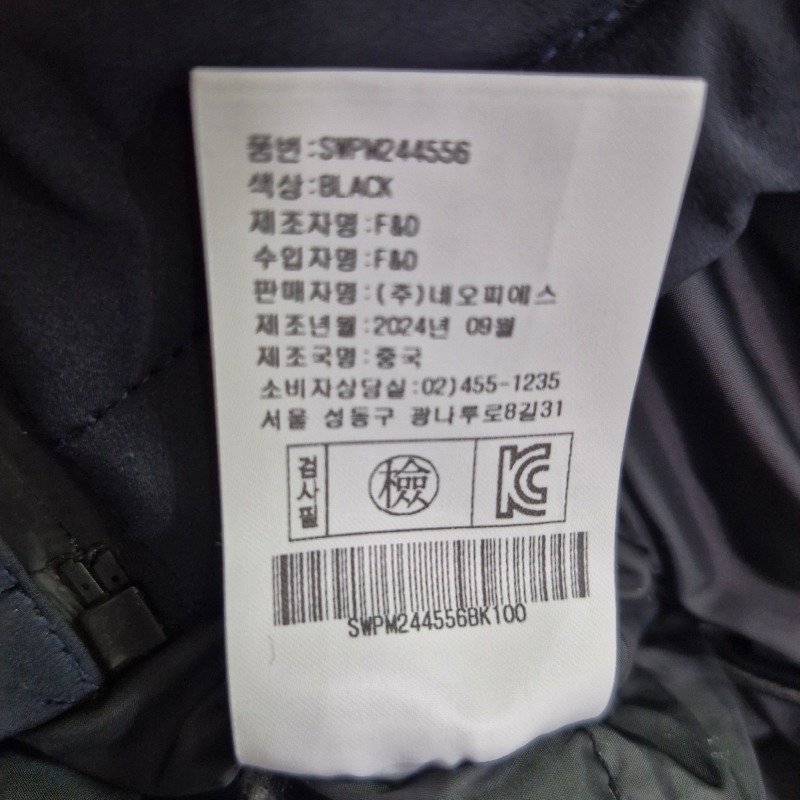 품번:SWPM244556
색상:BLACK
제조자명:F&D
수입자명:F&D
판매자명:(주)네오피에스
제조년월:2024년 09월
제조국명:중국
소비자상담실:02)455-1235
서울 성동구 광나루로8길31
검사필
檢
KC
SWPM244556BK100